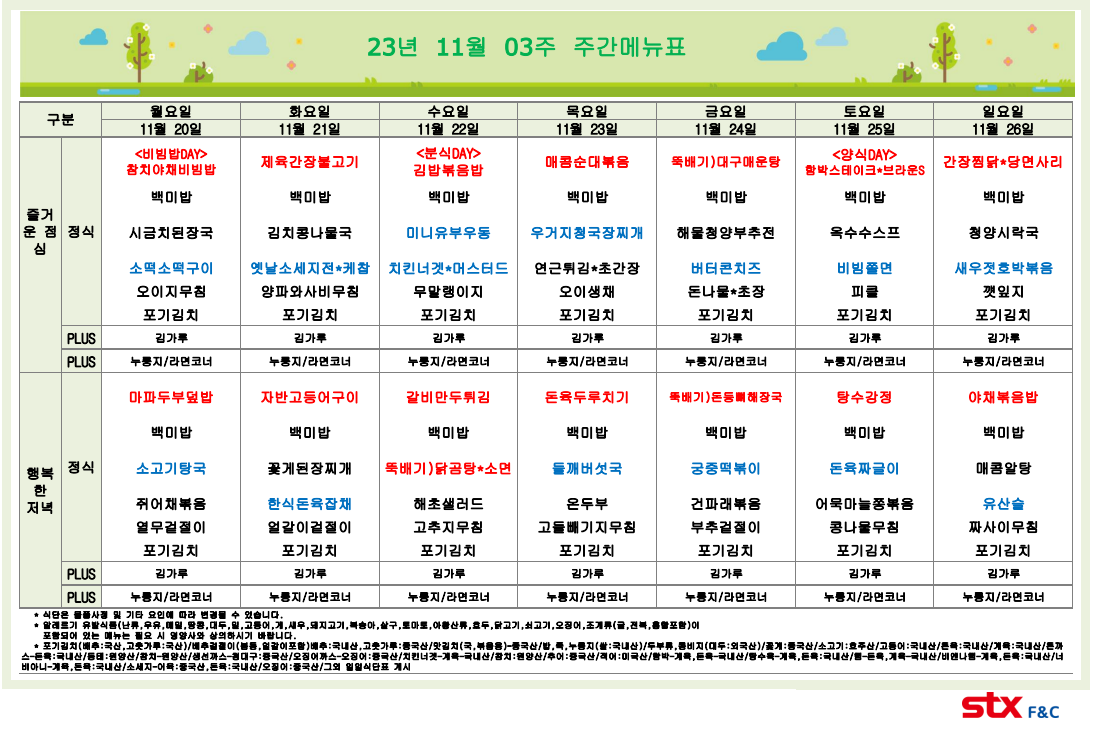 23년 11월 03주 주간메뉴표
구분 월요일 화요일 수요일 목요일 금요일 토요일 일요일
11월 20일 11월 21일 11월 22일 11월 23일 11월 24일 11월 25일 11월 26일
즐거운 점심
정식
<비빔밥DAY> 참치야채비빔밥 제육간장불고기 <분식DAY> 김밥볶음밥 매콤순대볶음 뚝배기)대구매운탕 <양식DAY> 함박스테이크*브라운S 간장찜닭*당면사리
백미밥 백미밥 백미밥 백미밥 백미밥 백미밥 백미밥
시금치된장국 김치콩나물국 미니유부우동 우거지청국장찌개 해물청양부추전 옥수수스프 청양시락국
소떡소떡구이 옛날소세지전*케찹 치킨너겟*머스터드 연근튀김*초간장 버터콘치즈 비빔쫄면 새우젓호박볶음
오이지무침 양파와사비무침 무말랭이지 오이생채 돈나물*초장 피클 깻잎지
포기김치 포기김치 포기김치 포기김치 포기김치 포기김치 포기김치
PLUS 김가루 김가루 김가루 김가루 김가루 김가루 김가루
PLUS 누룽지/라면코너 누룽지/라면코너 누룽지/라면코너 누룽지/라면코너 누룽지/라면코너 누룽지/라면코너 누룽지/라면코너
행복한 저녁
정식
마파두부덮밥 자반고등어구이 갈비만두튀김 돈육두루치기 뚝배기)돈등뼈해장국 탕수강정 야채볶음밥
백미밥 백미밥 백미밥 백미밥 백미밥 백미밥 백미밥
소고기탕국 꽃게된장찌개 뚝배기)닭곰탕*소면 들깨버섯국 궁중떡볶이 돈육짜글이 매콤알탕
쥐어채볶음 한식돈육잡채 해초샐러드 온두부 건파래볶음 어묵마늘쫑볶음 유산슬
열무겉절이 얼갈이겉절이 고추지무침 고들빼기지무침 부추겉절이 콩나물무침 짜사이무침
포기김치 포기김치 포기김치 포기김치 포기김치 포기김치 포기김치
PLUS 김가루 김가루 김가루 김가루 김가루 김가루 김가루
PLUS 누룽지/라면코너 누룽지/라면코너 누룽지/라면코너 누룽지/라면코너 누룽지/라면코너 누룽지/라면코너 누룽지/라면코너
* 식단은 물품사정 및 기타 요인에 따라 변경될 수 있습니다.
* 알레르기 유발식품(난류,우유,메밀,땅콩,대두,밀,고등어,게,새우,돼지고기,복숭아,살구,토마토,아황산류,호두,닭고기,쇠고기,오징어,조개류(굴,전복,홍합포함)이
포함되어 있는 메뉴는 필요 시 영양사와 상의하시기 바랍니다.
* 포기김치(배추:국산,고춧가루:국산)/배추겉절이(봄동,얼갈이포함)배추:국내산,고춧가루:중국산/맛김치(국,볶음용)-중국산/밥,죽,누룽지(쌀:국내산)/두부류,콩비지(대두:외국산)/꽃게:중국산/소고기:호주산/고등어:국내산/돈육:국내산/계육:국내산/돈까
스-돈육:국내산/동태:원양산/참치-원양산/생선까스-명대구:중국산/오징어까스-오징어:중국산/치킨너겟-계육-국내산/참치:원양산/추어:중국산/적어:미국산/함박-계육,돈육-국내산/탕수육-계육,돈육:국내산/햄-돈육,계육-국내산/비엔나햄-계육,돈육:국내산/너
비아니-계육,돈육:국내산/소세지-어육:중국산,돈육:국내산/오징어:중국산/그외 일일식단표 게시
stx F&C